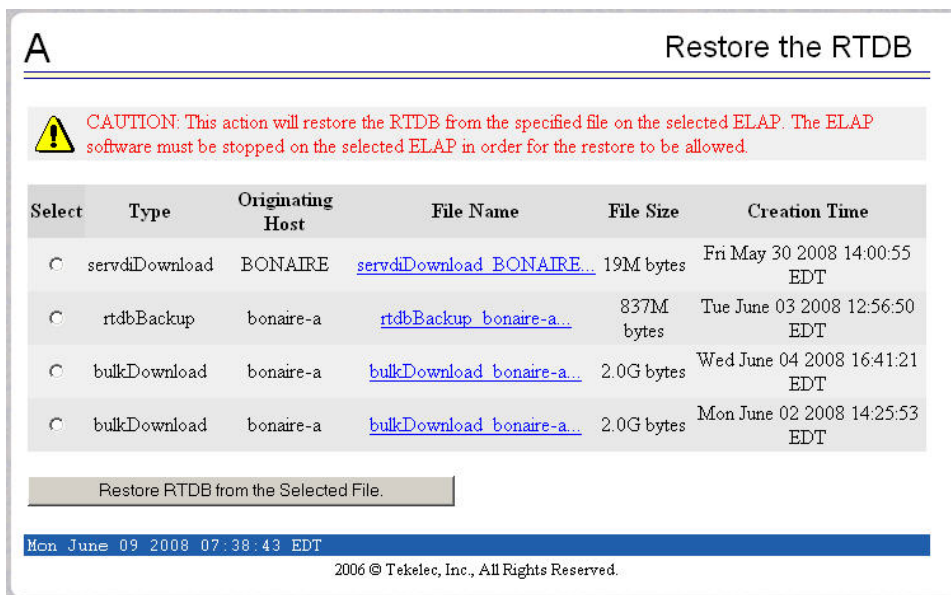 A
Restore the RTDB
CAUTION: This action will restore the RTDB from the specified file on the selected ELAP. The ELAP
software must be stopped on the selected ELAP in order for the restore to be allowed.
Select Type Originating Host File Name File Size Creation Time
servdiDownload BONAIRE servdiDownload_BONAIRE... 19M bytes Fri May 30 2008 14:00:55 EDT
rtdbBackup bonaire-a rtdbBackup_bonaire-a... 837M bytes Tue June 03 2008 12:56:50 EDT
bulkDownload bonaire-a bulkDownload_bonaire-a... 2.0G bytes Wed June 04 2008 16:41:21 EDT
bulkDownload bonaire-a bulkDownload_bonaire-a... 2.0G bytes Mon June 02 2008 14:25:53 EDT
Restore RTDB from the Selected File.
Mon June 09 2008 07:38:43 EDT
2006 © Tekelec, Inc., All Rights Reserved.